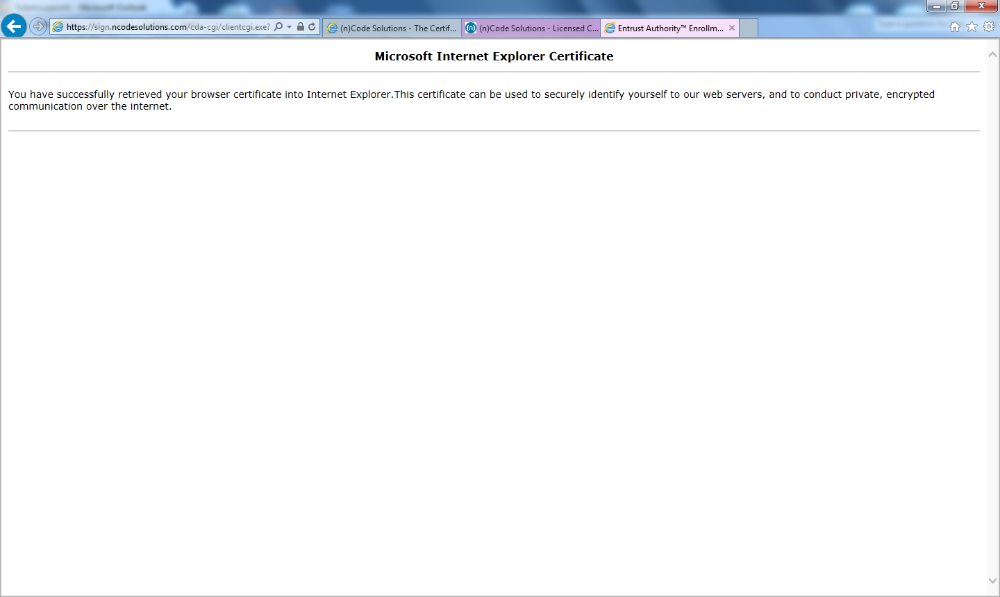 Microsoft Outlook
https://sign.ncodesolutions.com/cda-cgi/clientcgi.exe?
(n)Code Solutions - The Certif...
(n)Code Solutions - Licensed C...
Entrust Authority™ Enrollm...
Microsoft Internet Explorer Certificate
You have successfully retrieved your browser certificate into Internet Explorer.This certificate can be used to securely identify yourself to our web servers, and to conduct private, encrypted
communication over the internet.